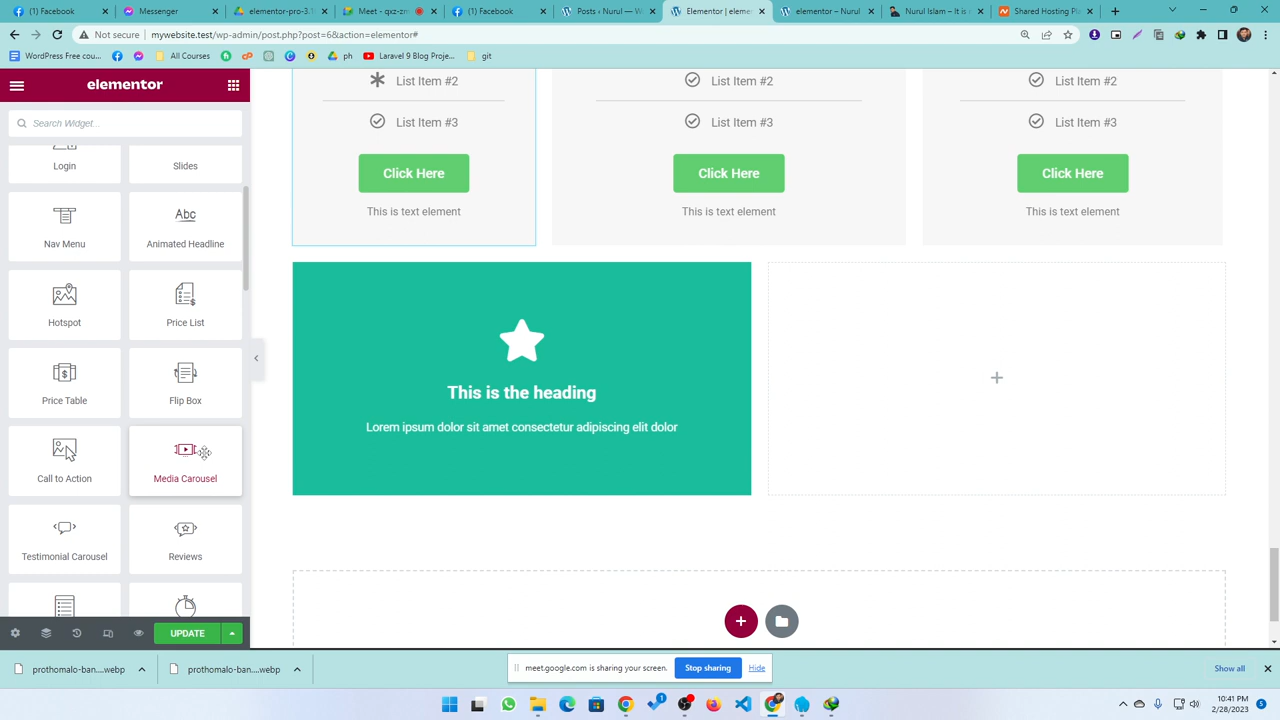 elementor-pro-3.1
(1) Facebook
Meet - qxz-zm
(1) Facebook
Posts ‹ Nurul — W
Elementor | eleme
elementor – Nurul
Nurul Islam – It is
Shared Hosting Pl
Not secure | mywebsite.test/wp-admin/post.php?post=6&action=elementor#
WordPress Free cou...
Messenger
All Courses
ph
Laravel 9 Blog Proje...
git
elementor
Search Widget...
Login
Slides
Nav Menu
Animated Headline
Hotspot
Price List
Price Table
Flip Box
Call to Action
Media Carousel
Testimonial Carousel
Reviews
UPDATE
List Item #2
List Item #2
List Item #2
List Item #3
List Item #3
List Item #3
Click Here
Click Here
Click Here
This is text element
This is text element
This is text element
This is the heading
Lorem ipsum dolor sit amet consectetur adipiscing elit dolor
prothomalo-ban....webp
prothomalo-ban....webp
meet.google.com is sharing your screen.
Stop sharing
Hide
Show all
10:41 PM
2/28/2023